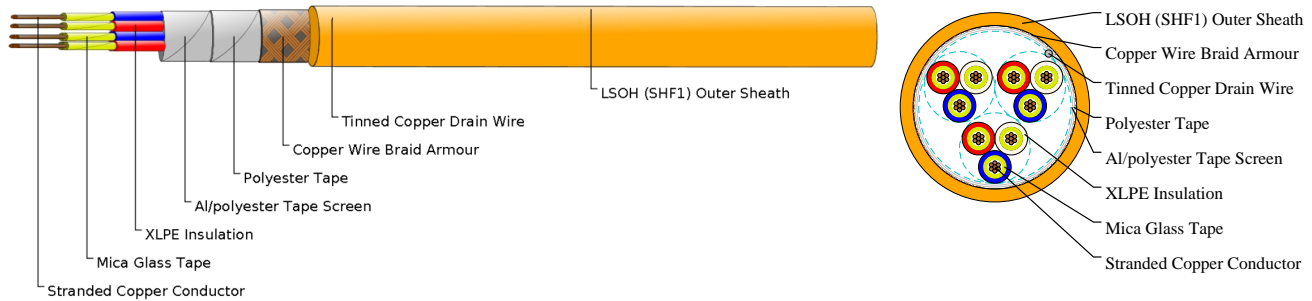 LSOH (SHF1) Outer Sheath
Tinned Copper Drain Wire
Copper Wire Braid Armour
Polyester Tape
Al/polyester Tape Screen
XLPE Insulation
Mica Glass Tape
Stranded Copper Conductor
LSOH (SHF1) Outer Sheath
Copper Wire Braid Armour
Tinned Copper Drain Wire
Polyester Tape
Al/polyester Tape Screen
XLPE Insulation
Mica Glass Tape
Stranded Copper Conductor